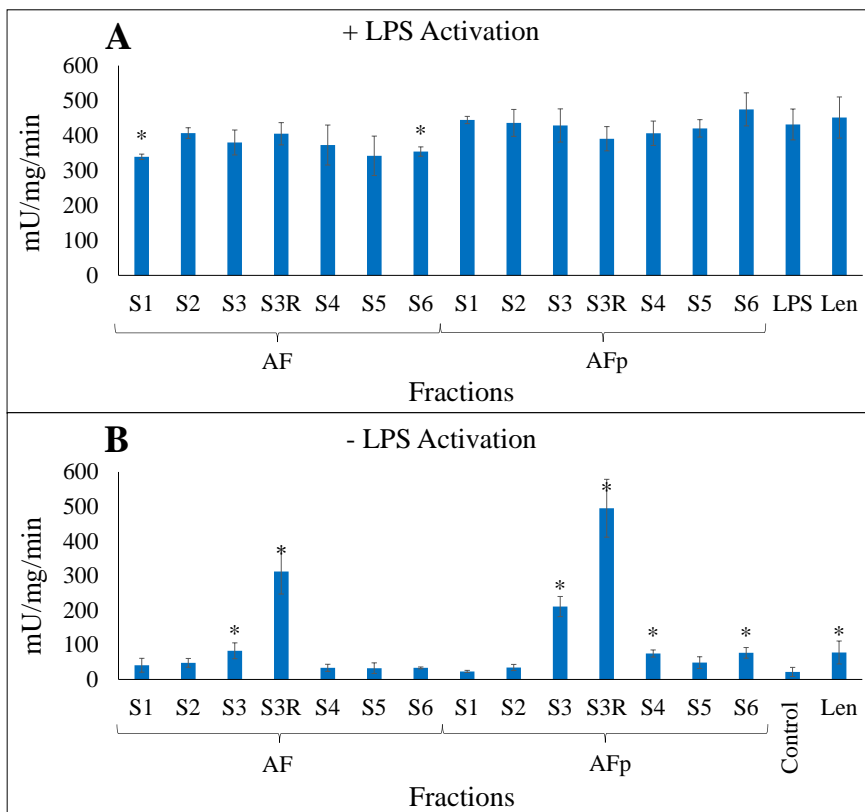 A
+ LPS Activation
600
500
400
300
200
100
0
mU/mg/min
* *
S1 S2 S3 S3R S4 S5 S6 S1 S2 S3 S3R S4 S5 S6 LPS Len
AF AFp
Fractions
B
- LPS Activation
600
500
400
300
200
100
0
mU/mg/min
* * * * * * *
S1 S2 S3 S3R S4 S5 S6 S1 S2 S3 S3R S4 S5 S6 Control Len
AF AFp
Fractions